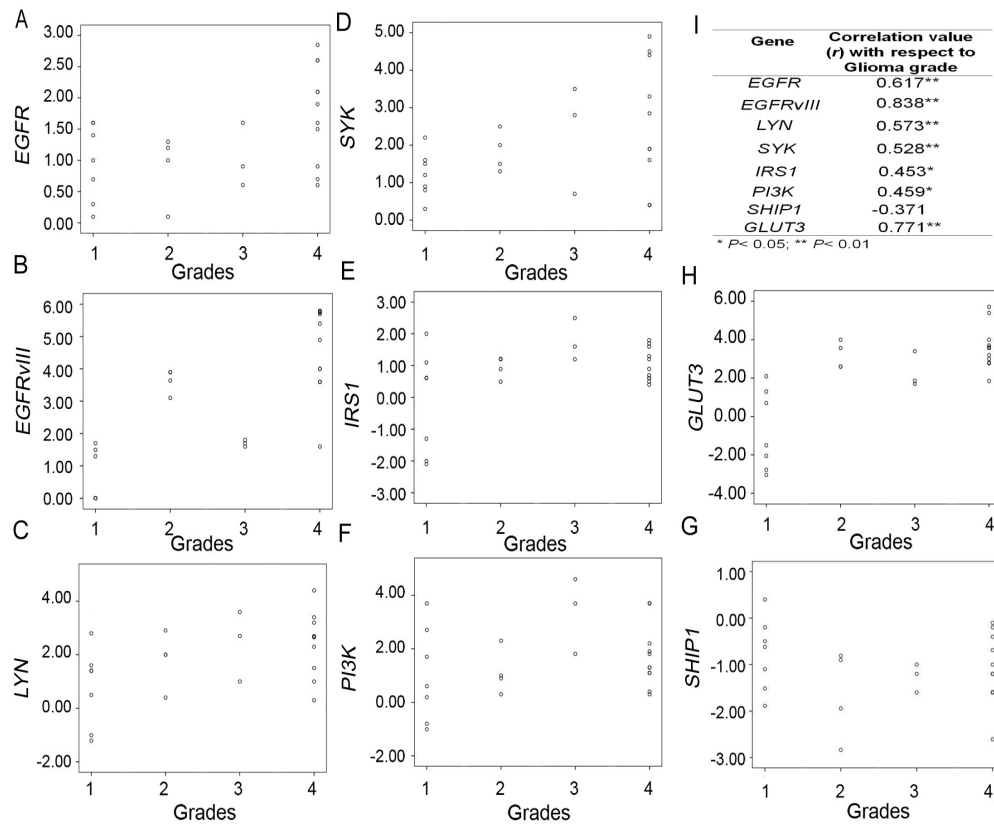 A
EGFR
3.00
2.50
2.00
1.50
1.00
0.50
0.00
1 2 3 4
Grades
B
EGFRvIII
6.00
5.00
4.00
3.00
2.00
1.00
0.00
1 2 3 4
Grades
C
LYN
4.00
2.00
0.00
-2.00
1 2 3 4
Grades
D
SYK
5.00
4.00
3.00
2.00
1.00
0.00
1 2 3 4
Grades
E
IRS1
3.00
2.00
1.00
0.00
-1.00
-2.00
-3.00
1 2 3 4
Grades
F
PI3K
4.00
2.00
0.00
-2.00
1 2 3 4
Grades
I
Gene Correlation value
(r) with respect to
Glioma grade
EGFR 0.617**
EGFRvIII 0.838**
LYN 0.573**
SYK 0.528**
IRS1 0.453*
PI3K 0.459*
SHIP1 -0.371
GLUT3 0.771**
* P< 0.05; ** P< 0.01
H
GLUT3
6.00
4.00
2.00
0.00
-2.00
-4.00
1 2 3 4
Grades
G
SHIP1
1.00
0.00
-1.00
-2.00
-3.00
1 2 3 4
Grades